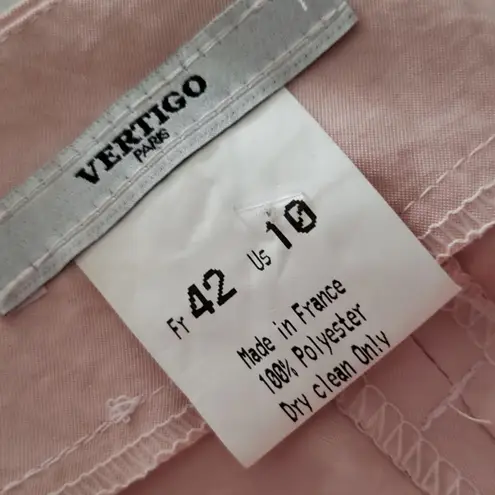 VERTIGO
PARIS
Fr 42 Us 10
Made in France
100% Polyester
Dry clean Only